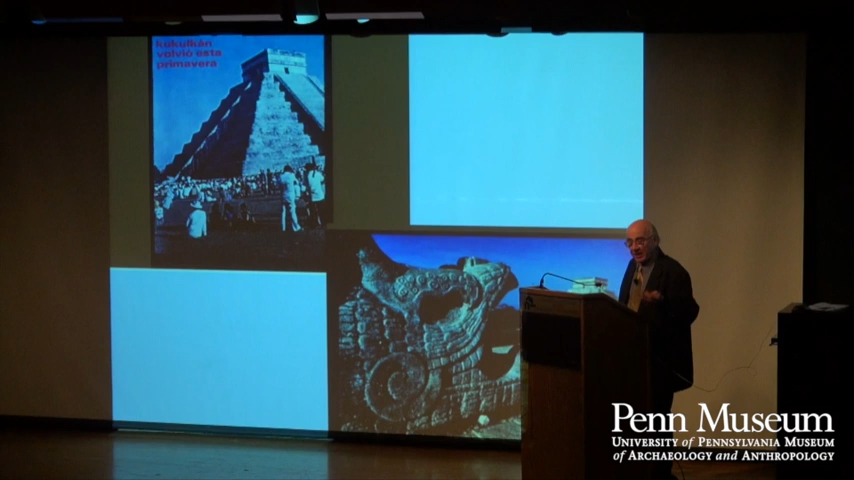 kukulkán
volvió esta
primavera
Penn Museum
UNIVERSITY of PENNSYLVANIA MUSEUM
of ARCHAEOLOGY and ANTHROPOLOGY